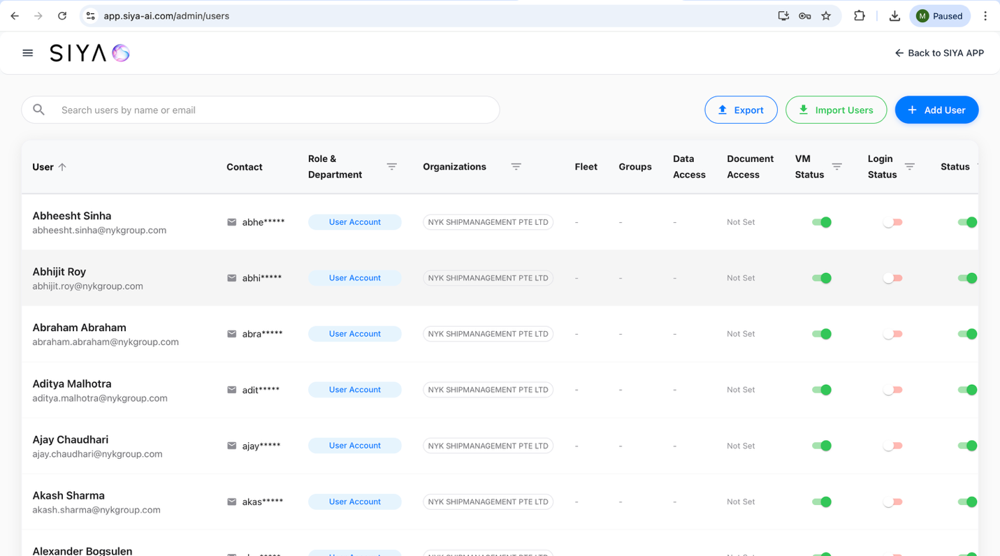 app.siya-ai.com/admin/users
M Paused
SIYA
Back to SIYA APP
Search users by name or email
Export
Import Users
Add User
User
Contact
Role & Department
Organizations
Fleet
Groups
Data Access
Document Access
VM Status
Login Status
Status
Abheesht Sinha
abheesht.sinha@nykgroup.com
abhe***** User Account NYK SHIPMANAGEMENT PTE LTD - - - Not Set
Abhijit Roy
abhijit.roy@nykgroup.com
abhi***** User Account NYK SHIPMANAGEMENT PTE LTD - - - Not Set
Abraham Abraham
abraham.abraham@nykgroup.com
abra***** User Account NYK SHIPMANAGEMENT PTE LTD - - - Not Set
Aditya Malhotra
aditya.malhotra@nykgroup.com
adit***** User Account NYK SHIPMANAGEMENT PTE LTD - - - Not Set
Ajay Chaudhari
ajay.chaudhari@nykgroup.com
ajay***** User Account NYK SHIPMANAGEMENT PTE LTD - - - Not Set
Akash Sharma
akash.sharma@nykgroup.com
akas***** User Account NYK SHIPMANAGEMENT PTE LTD - - - Not Set
Alexander Bogsulen